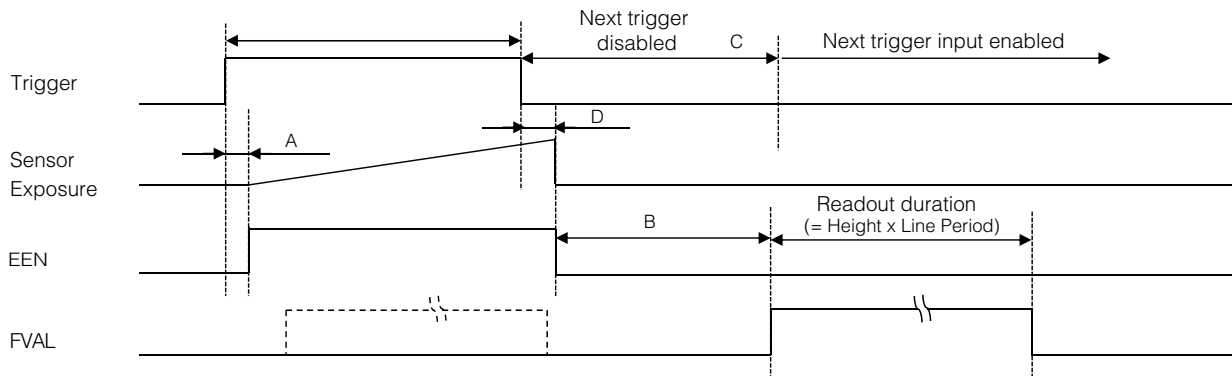 Next trigger
disabled
C
Next trigger input enabled
Trigger
D
A
Sensor
Exposure
Readout duration
(= Height x Line Period)
B
EEN
FVAL